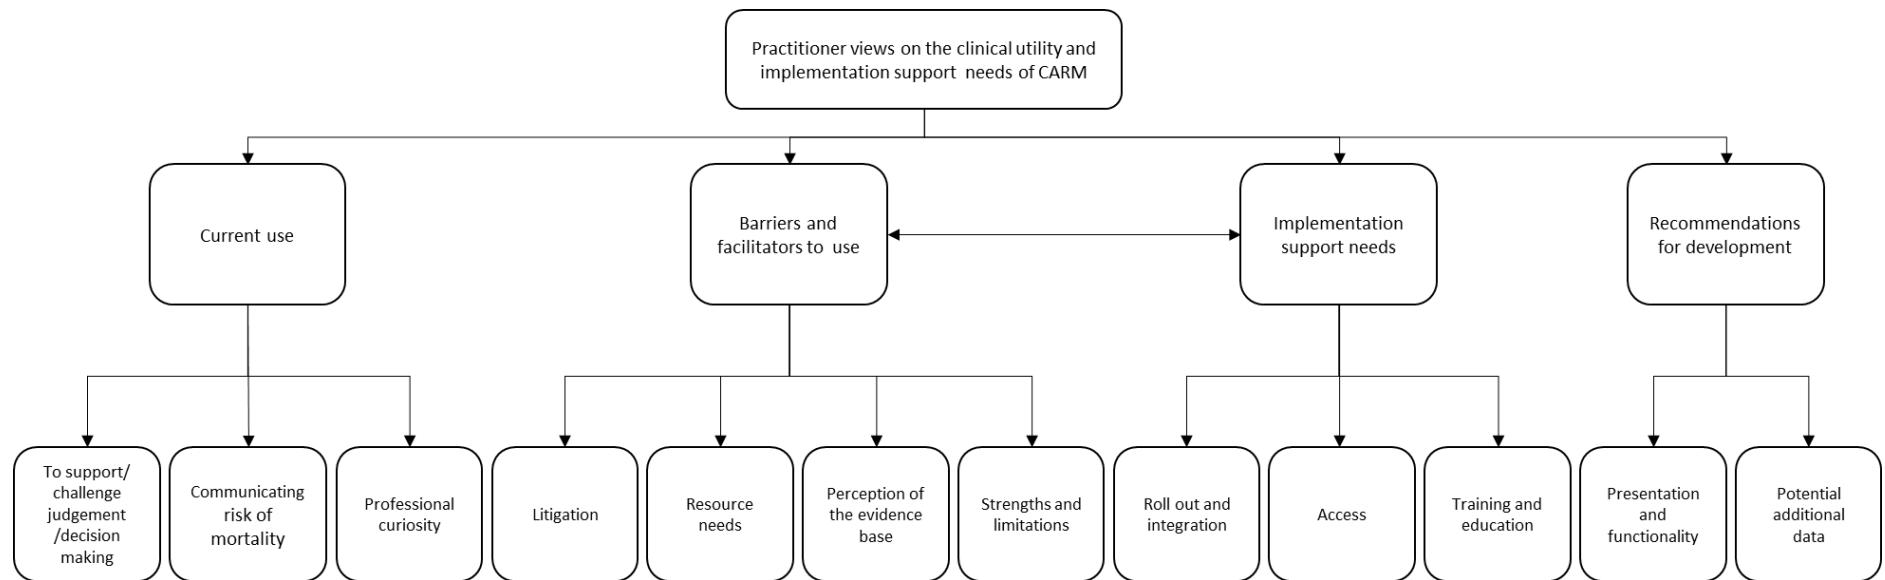 Practitioner views on the clinical utility and
implementation support needs of CARM
Current use
Barriers and
facilitators to use
Implementation
support needs
Recommendations
for development
To support/
challenge
judgement
/decision
making
Communicating
risk of
mortality
Professional
curiosity
Litigation
Resource
needs
Perception of
the evidence
base
Strengths and
limitations
Roll out and
integration
Access
Training and
education
Presentation
and
functionality
Potential
additional
data